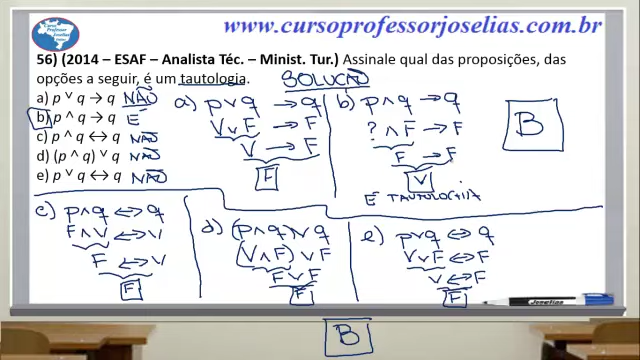 www.cursoprofessorjoselias.com.br
56) (2014 – ESAF – Analista Téc. – Minist. Tur.) Assinale qual das proposições, das
opções a seguir, é um tautologia. SOLUÇÃO
a) p v q → q NÃO
b) p ^ q → q É
c) p ^ q ↔ q NÃO
d) (p ^ q) v q NÃO
e) p v q ↔ q NÃO
a) p v q → q
V v F → F
V → F
F
b) p ^ q → q
? ^ F → F
F → F
V
É TAUTOLOGIA
B
c) p ^ q ↔ q
F ^ V ↔ V
F ↔ V
F
d) (p ^ q) v q
(V ^ F) v F
F v F
F
e) p v q ↔ q
V v F ↔ F
V ↔ F
F
Joselias
B